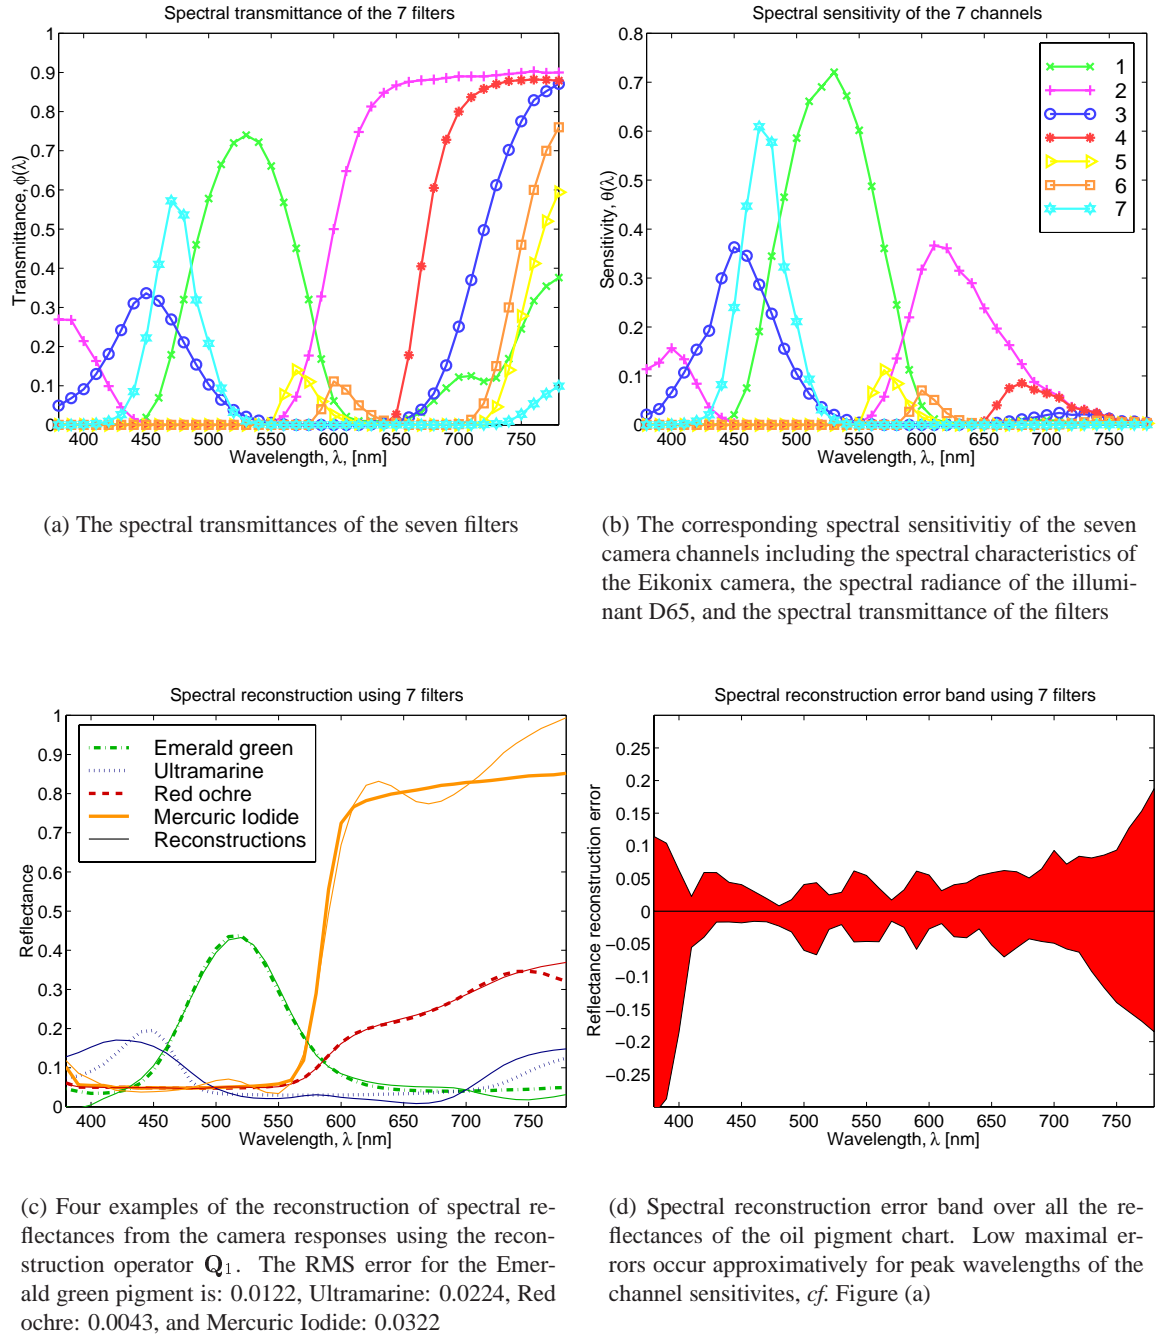 Spectral transmittance of the 7 filters
1
0.9
0.8
0.7
0.6
0.5
0.4
0.3
0.2
0.1
0
Transmittance, ϕ(λ)
400 450 500 550 600 650 700 750
Wavelength, λ, [nm]
Spectral sensitivity of the 7 channels
0.8
0.7
0.6
0.5
0.4
0.3
0.2
0.1
0
Sensitivity, θ(λ)
1
2
3
4
5
6
7
400 450 500 550 600 650 700 750
Wavelength, λ, [nm]
(a) The spectral transmittances of the seven filters
(b) The corresponding spectral sensitivitiy of the seven
camera channels including the spectral characteristics of
the Eikonix camera, the spectral radiance of the illumi-
nant D65, and the spectral transmittance of the filters
Spectral reconstruction using 7 filters
1
0.9
0.8
0.7
0.6
0.5
0.4
0.3
0.2
0.1
0
Reflectance
Emerald green
Ultramarine
Red ochre
Mercuric Iodide
Reconstructions
400 450 500 550 600 650 700 750
Wavelength, λ [nm]
Spectral reconstruction error band using 7 filters
0.25
0.2
0.15
0.1
0.05
0
−0.05
−0.1
−0.15
−0.2
−0.25
Reflectance reconstruction error
400 450 500 550 600 650 700 750
Wavelength, λ [nm]
(c) Four examples of the reconstruction of spectral re-
flectances from the camera responses using the recon-
struction operator Q₁. The RMS error for the Emer-
ald green pigment is: 0.0122, Ultramarine: 0.0224, Red
ochre: 0.0043, and Mercuric Iodide: 0.0322
(d) Spectral reconstruction error band over all the re-
flectances of the oil pigment chart. Low maximal er-
rors occur approximatively for peak wavelengths of the
channel sensitivites, cf. Figure (a)